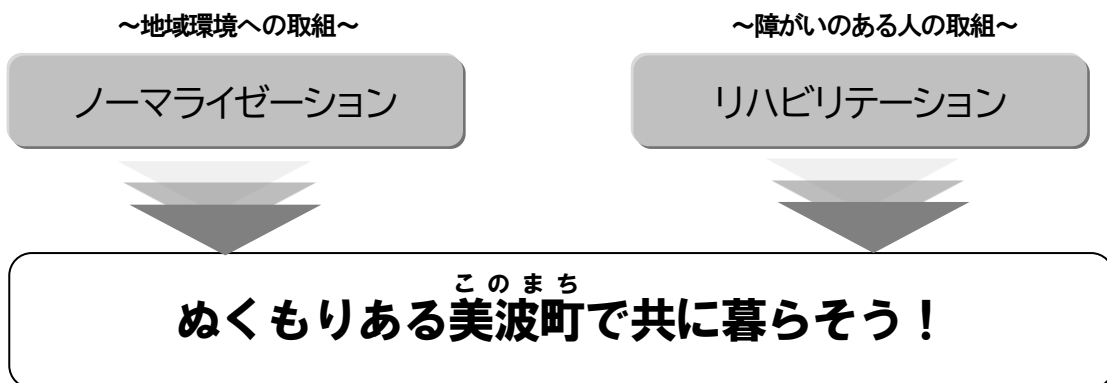 ～地域環境への取組～
～障がいのある人の取組～
ノーマライゼーション
リハビリテーション
このまち
ぬくもりある美波町で共に暮らそう！